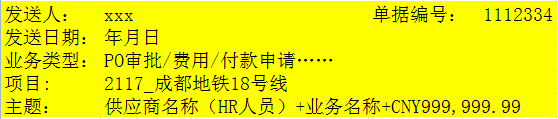 发送人： xxx 单据编号： 1112334
发送日期： 年月日
业务类型： PO审批/费用/付款申请……
项目: 2117_成都地铁18号线
主题： 供应商名称（HR人员）+业务名称+CNY999,999.99